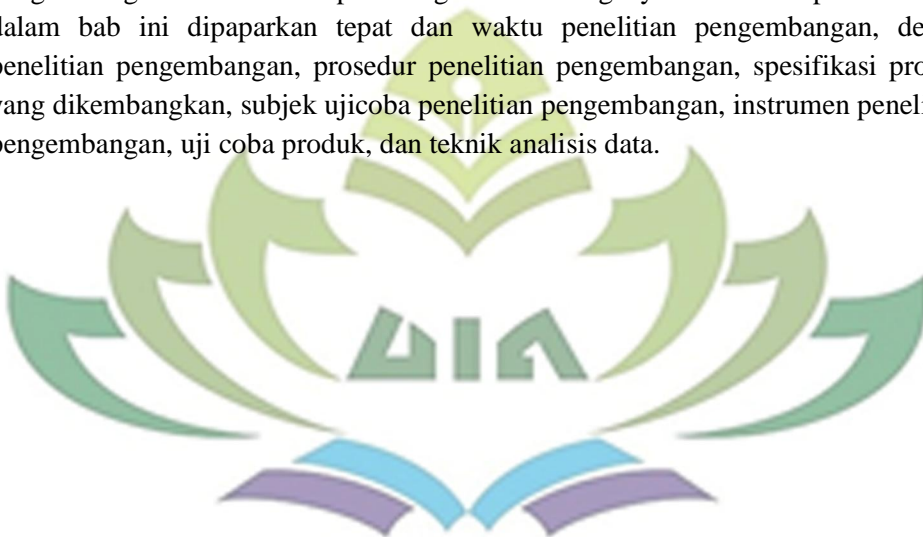 dalam bab ini dipaparkan tepat dan waktu penelitian pengembangan, de
penelitian pengembangan, prosedur penelitian pengembangan, spesifikasi pro
yang dikembangkan, subjek ujicoba penelitian pengembangan, instrumen peneli
pengembangan, uji coba produk, dan teknik analisis data.
UIN